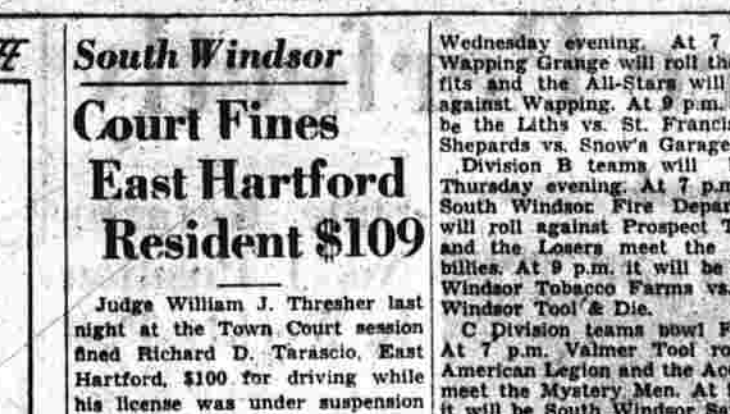 South Windsor
Court Fines
East Hartford
Resident $109
Judge William J. Thresher last
night at the Town Court session
fined Richard D. Tarascio, East
Hartford, $100 for driving while
his license was under suspension
Wednesday evening. At 7
Wapping Grange will roll the
fits and the All-Stars will
against Wapping. At 9 p.m.
be the Liths vs. St. Francis
Shepards vs. Snow's Garage
Division B teams will
Thursday evening. At 7 p.m
South Windsor Fire Depar
will roll against Prospect T
and the Losers meet the
billies. At 9 p.m. it will be
Windsor Tobacco Farms vs.
Windsor Tool & Die.
C Division teams bowl F
At 7 p.m. Valmer Tool ro
American Legion and the Ac
meet the Mystery Men. At
it will be South Windsor Sa